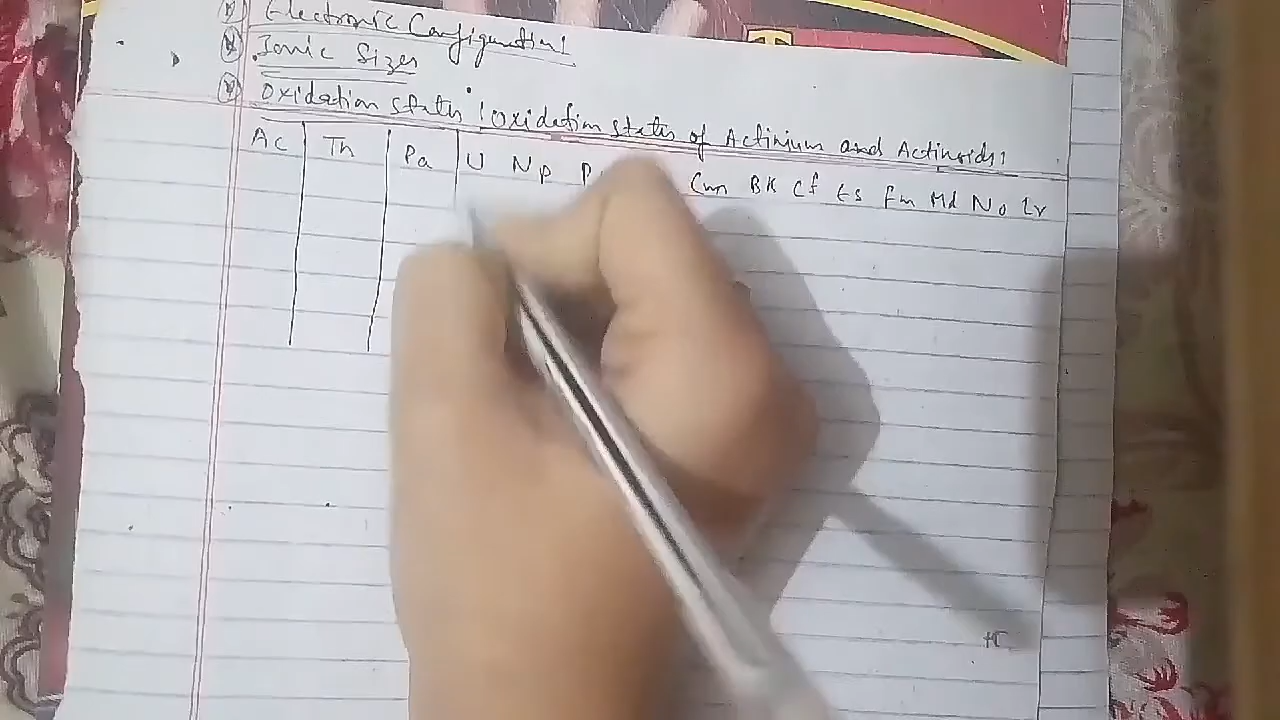 Electronic Configuration:
Ionic Sizes
Oxidation states : Oxidation states of Actinium and Actinoids:
Ac Th Pa U Np Cm Bk Cf Es Fm Md No Lr